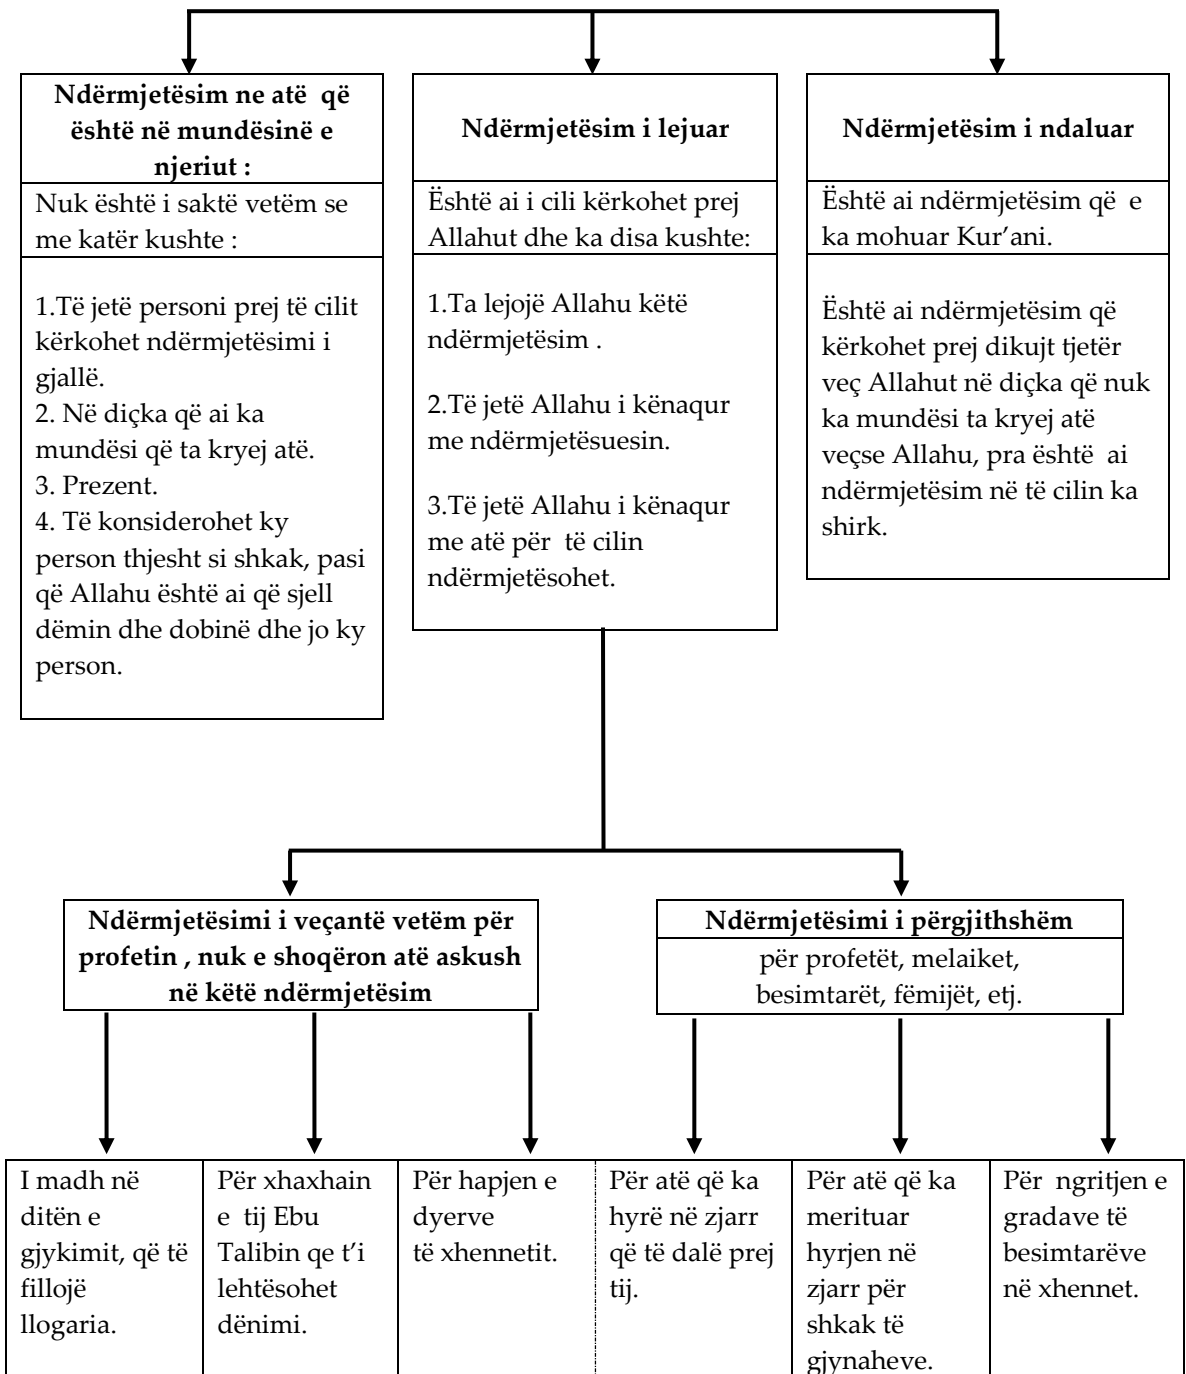 Ndërmjetësim ne atë që
është në mundësinë e
njeriut :
Nuk është i saktë vetëm se
me katër kushte :
1.Të jetë personi prej të cilit
kërkohet ndërmjetësimi i
gjallë.
2. Në diçka që ai ka
mundësi që ta kryej atë.
3. Prezent.
4. Të konsiderohet ky
person thjesht si shkak, pasi
që Allahu është ai që sjell
dëmin dhe dobinë dhe jo ky
person.
Ndërmjetësim i lejuar
Është ai i cili kërkohet prej
Allahut dhe ka disa kushte:
1.Ta lejojë Allahu këtë
ndërmjetësim .
2.Të jetë Allahu i kënaqur
me ndërmjetësuesin.
3.Të jetë Allahu i kënaqur
me atë për të cilin
ndërmjetësohet.
Ndërmjetësim i ndaluar
Është ai ndërmjetësim që e
ka mohuar Kur’ani.
Është ai ndërmjetësim që
kërkohet prej dikujt tjetër
veç Allahut në diçka që nuk
ka mundësi ta kryej atë
veçse Allahu, pra është ai
ndërmjetësim në të cilin ka
shirk.
Ndërmjetësimi i veçantë vetëm për
profetin , nuk e shoqëron atë askush
në këtë ndërmjetësim
Ndërmjetësimi i përgjithshëm
për profetët, melaiket,
besimtarët, fëmijët, etj.
I madh në
ditën e
gjykimit, që të
fillojë
llogaria.
Për xhaxhain
e tij Ebu
Talibin qe t’i
lehtësohet
dënimi.
Për hapjen e
dyerve
të xhennetit.
Për atë që ka
hyrë në zjarr
që të dalë prej
tij.
Për atë që ka
merituar
hyrjen në
zjarr për
shkak të
gjynaheve.
Për ngritjen e
gradave të
besimtarëve
në xhennet.